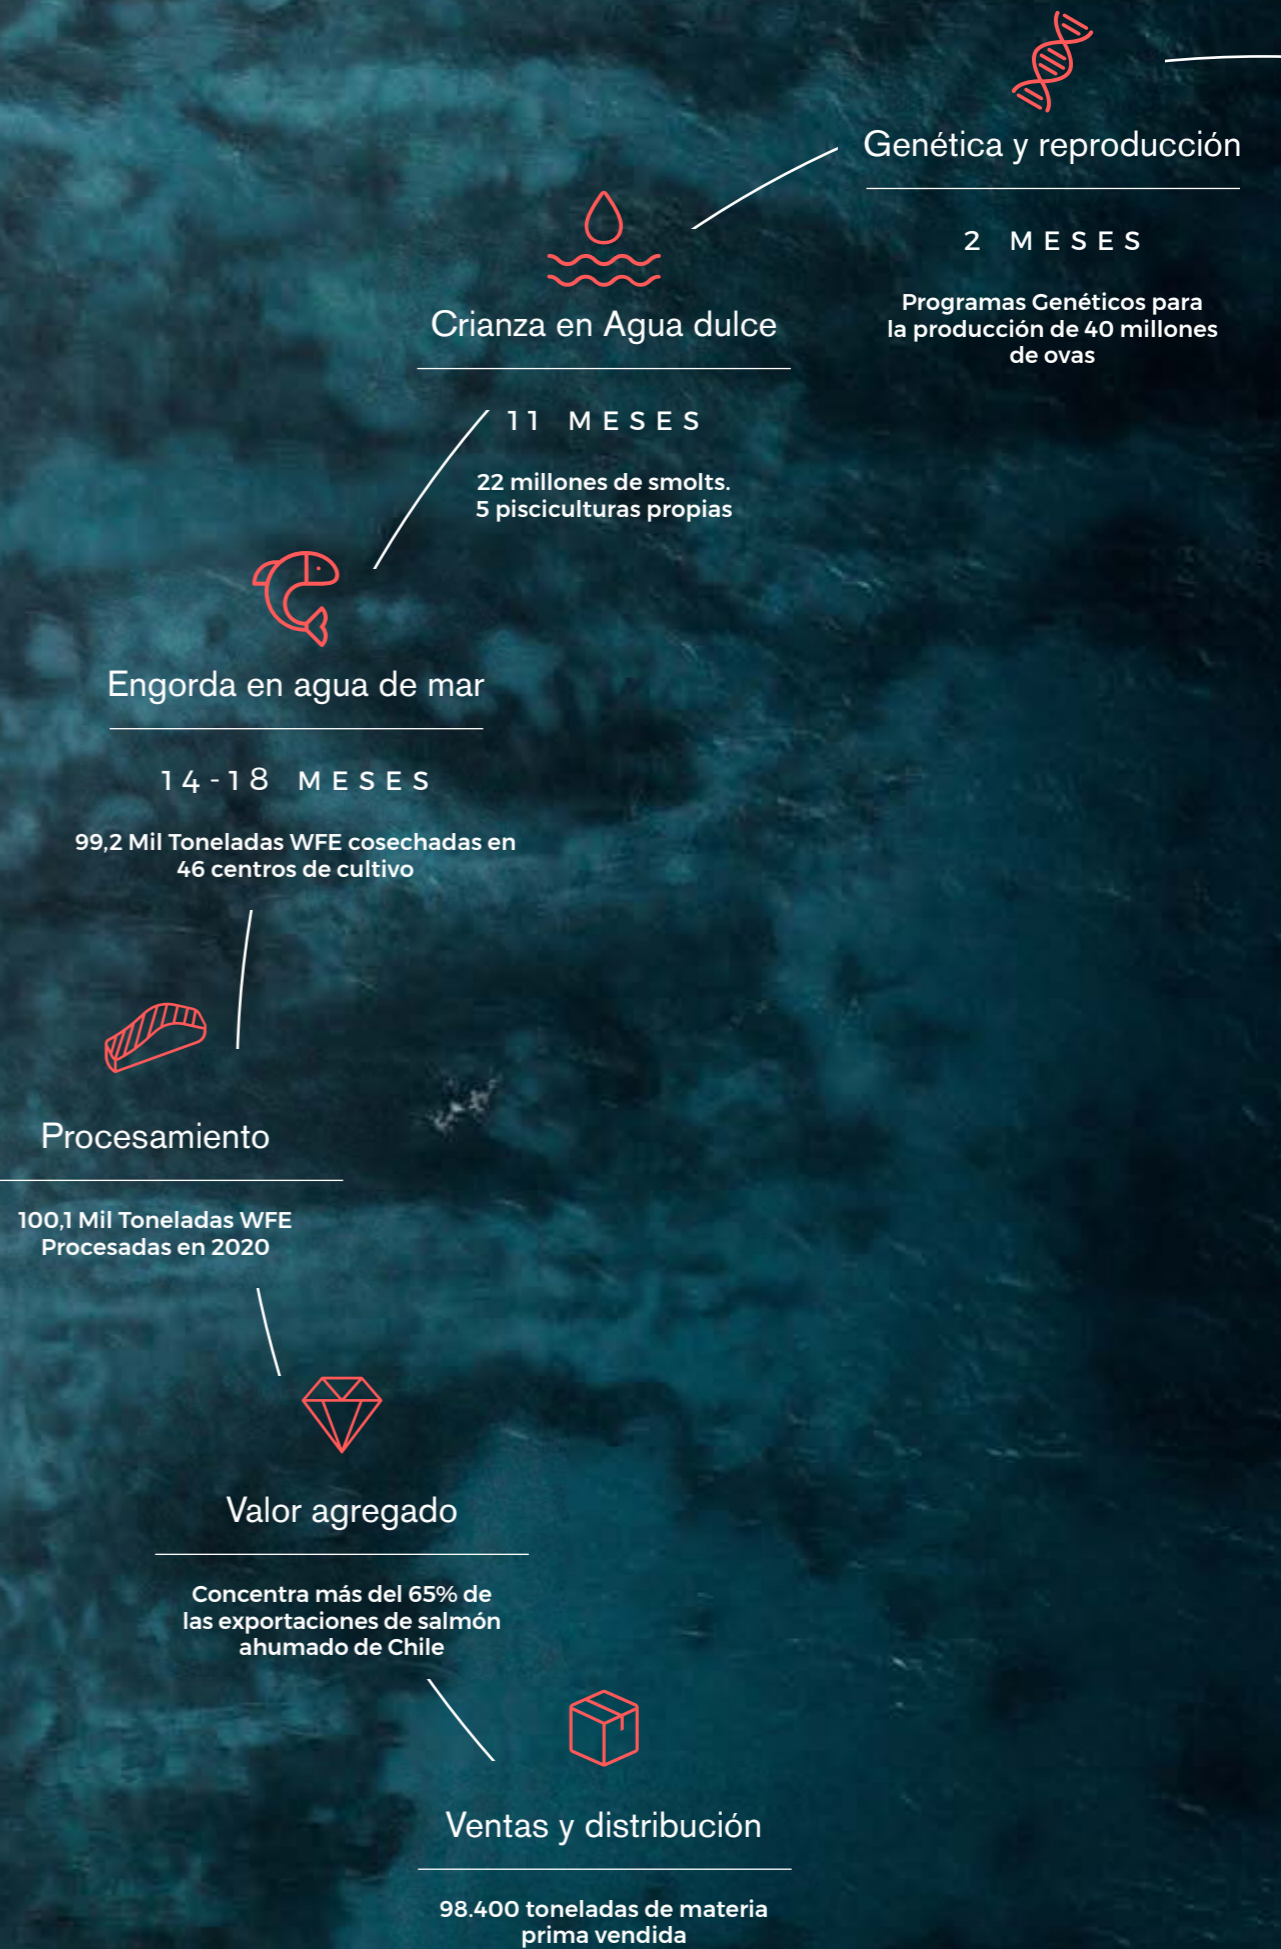 Genética y reproducción
2 MESES
Programas Genéticos para
la producción de 40 millones
de ovas
Crianza en Agua dulce
11 MESES
22 millones de smolts.
5 pisciculturas propias
Engorda en agua de mar
14-18 MESES
99,2 Mil Toneladas WFE cosechadas en
46 centros de cultivo
Procesamiento
100,1 Mil Toneladas WFE
Procesadas en 2020
Valor agregado
Concentra más del 65% de
las exportaciones de salmón
ahumado de Chile
Ventas y distribución
98.400 toneladas de materia
prima vendida